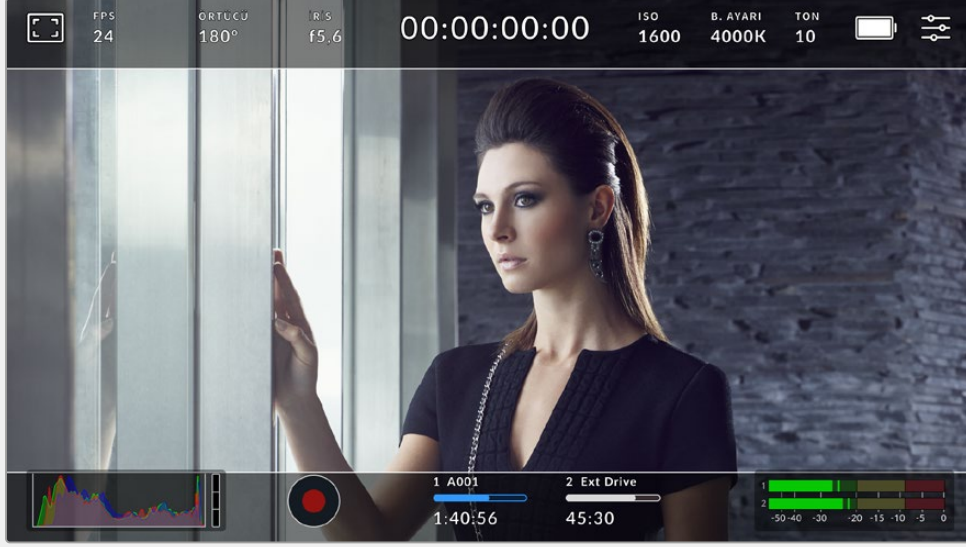 FPS ÖRTÜCÜ İRİS 00:00:00:00 ISO B. AYARI TON
24 180° f5,6 1600 4000K 10
1 A001 2 Ext Drive
1:40:56 45:30
1
2
-50 -40 -30 -20 -15 -10 -5 0